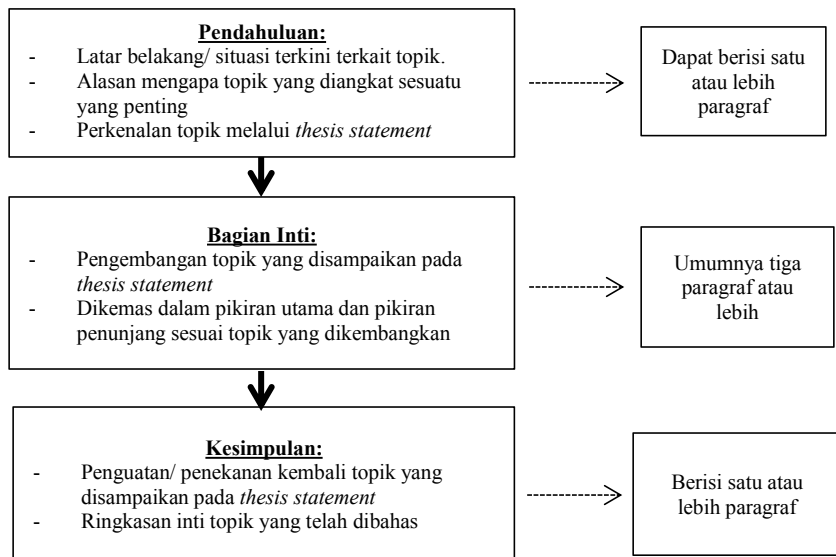 Pendahuluan:
- Latar belakang/ situasi terkini terkait topik.
- Alasan mengapa topik yang diangkat sesuatu
yang penting
- Perkenalan topik melalui thesis statement
Dapat berisi satu
atau lebih
paragraf
Bagian Inti:
- Pengembangan topik yang disampaikan pada
thesis statement
- Dikemas dalam pikiran utama dan pikiran
penunjang sesuai topik yang dikembangkan
Umumnya tiga
paragraf atau
lebih
Kesimpulan:
- Penguatan/ penekanan kembali topik yang
disampaikan pada thesis statement
- Ringkasan inti topik yang telah dibahas
Berisi satu atau
lebih paragraf